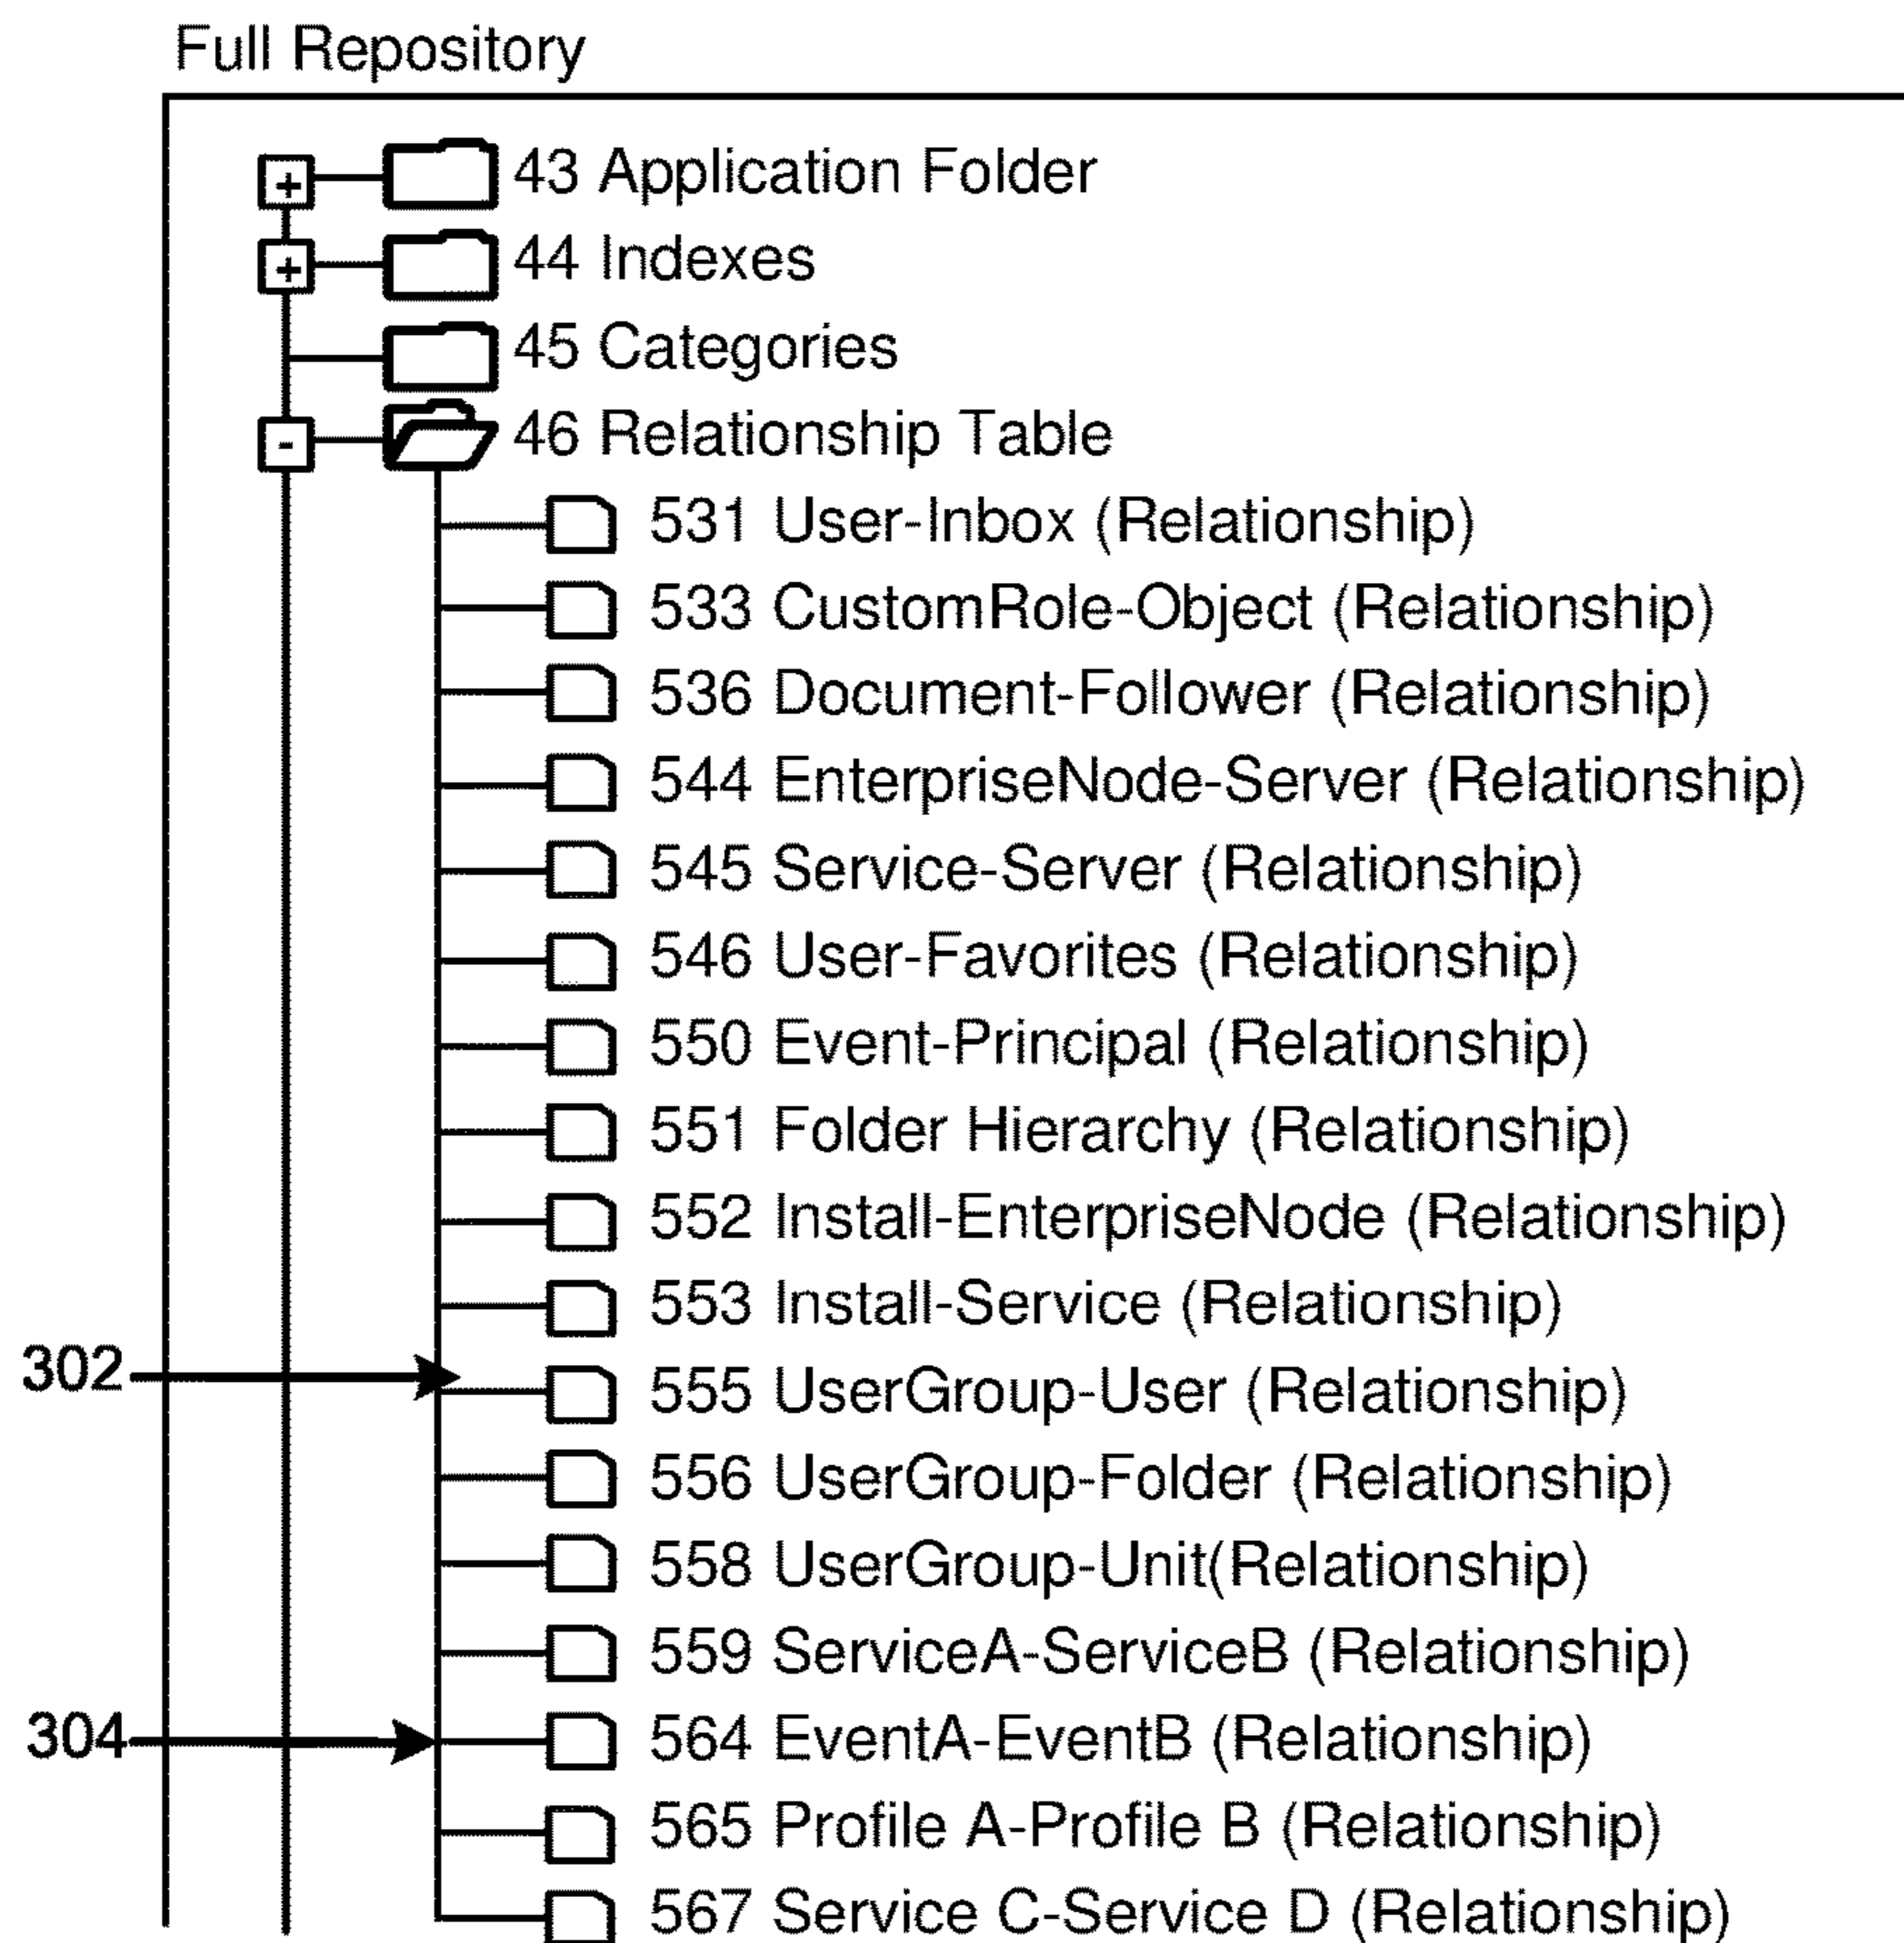 Full Repository
+ 43 Application Folder
+ 44 Indexes
45 Categories
- 46 Relationship Table
531 User-Inbox (Relationship)
533 CustomRole-Object (Relationship)
536 Document-Follower (Relationship)
544 EnterpriseNode-Server (Relationship)
545 Service-Server (Relationship)
546 User-Favorites (Relationship)
550 Event-Principal (Relationship)
551 Folder Hierarchy (Relationship)
552 Install-EnterpriseNode (Relationship)
553 Install-Service (Relationship)
302
555 UserGroup-User (Relationship)
556 UserGroup-Folder (Relationship)
558 UserGroup-Unit(Relationship)
559 ServiceA-ServiceB (Relationship)
304
564 EventA-EventB (Relationship)
565 Profile A-Profile B (Relationship)
567 Service C-Service D (Relationship)